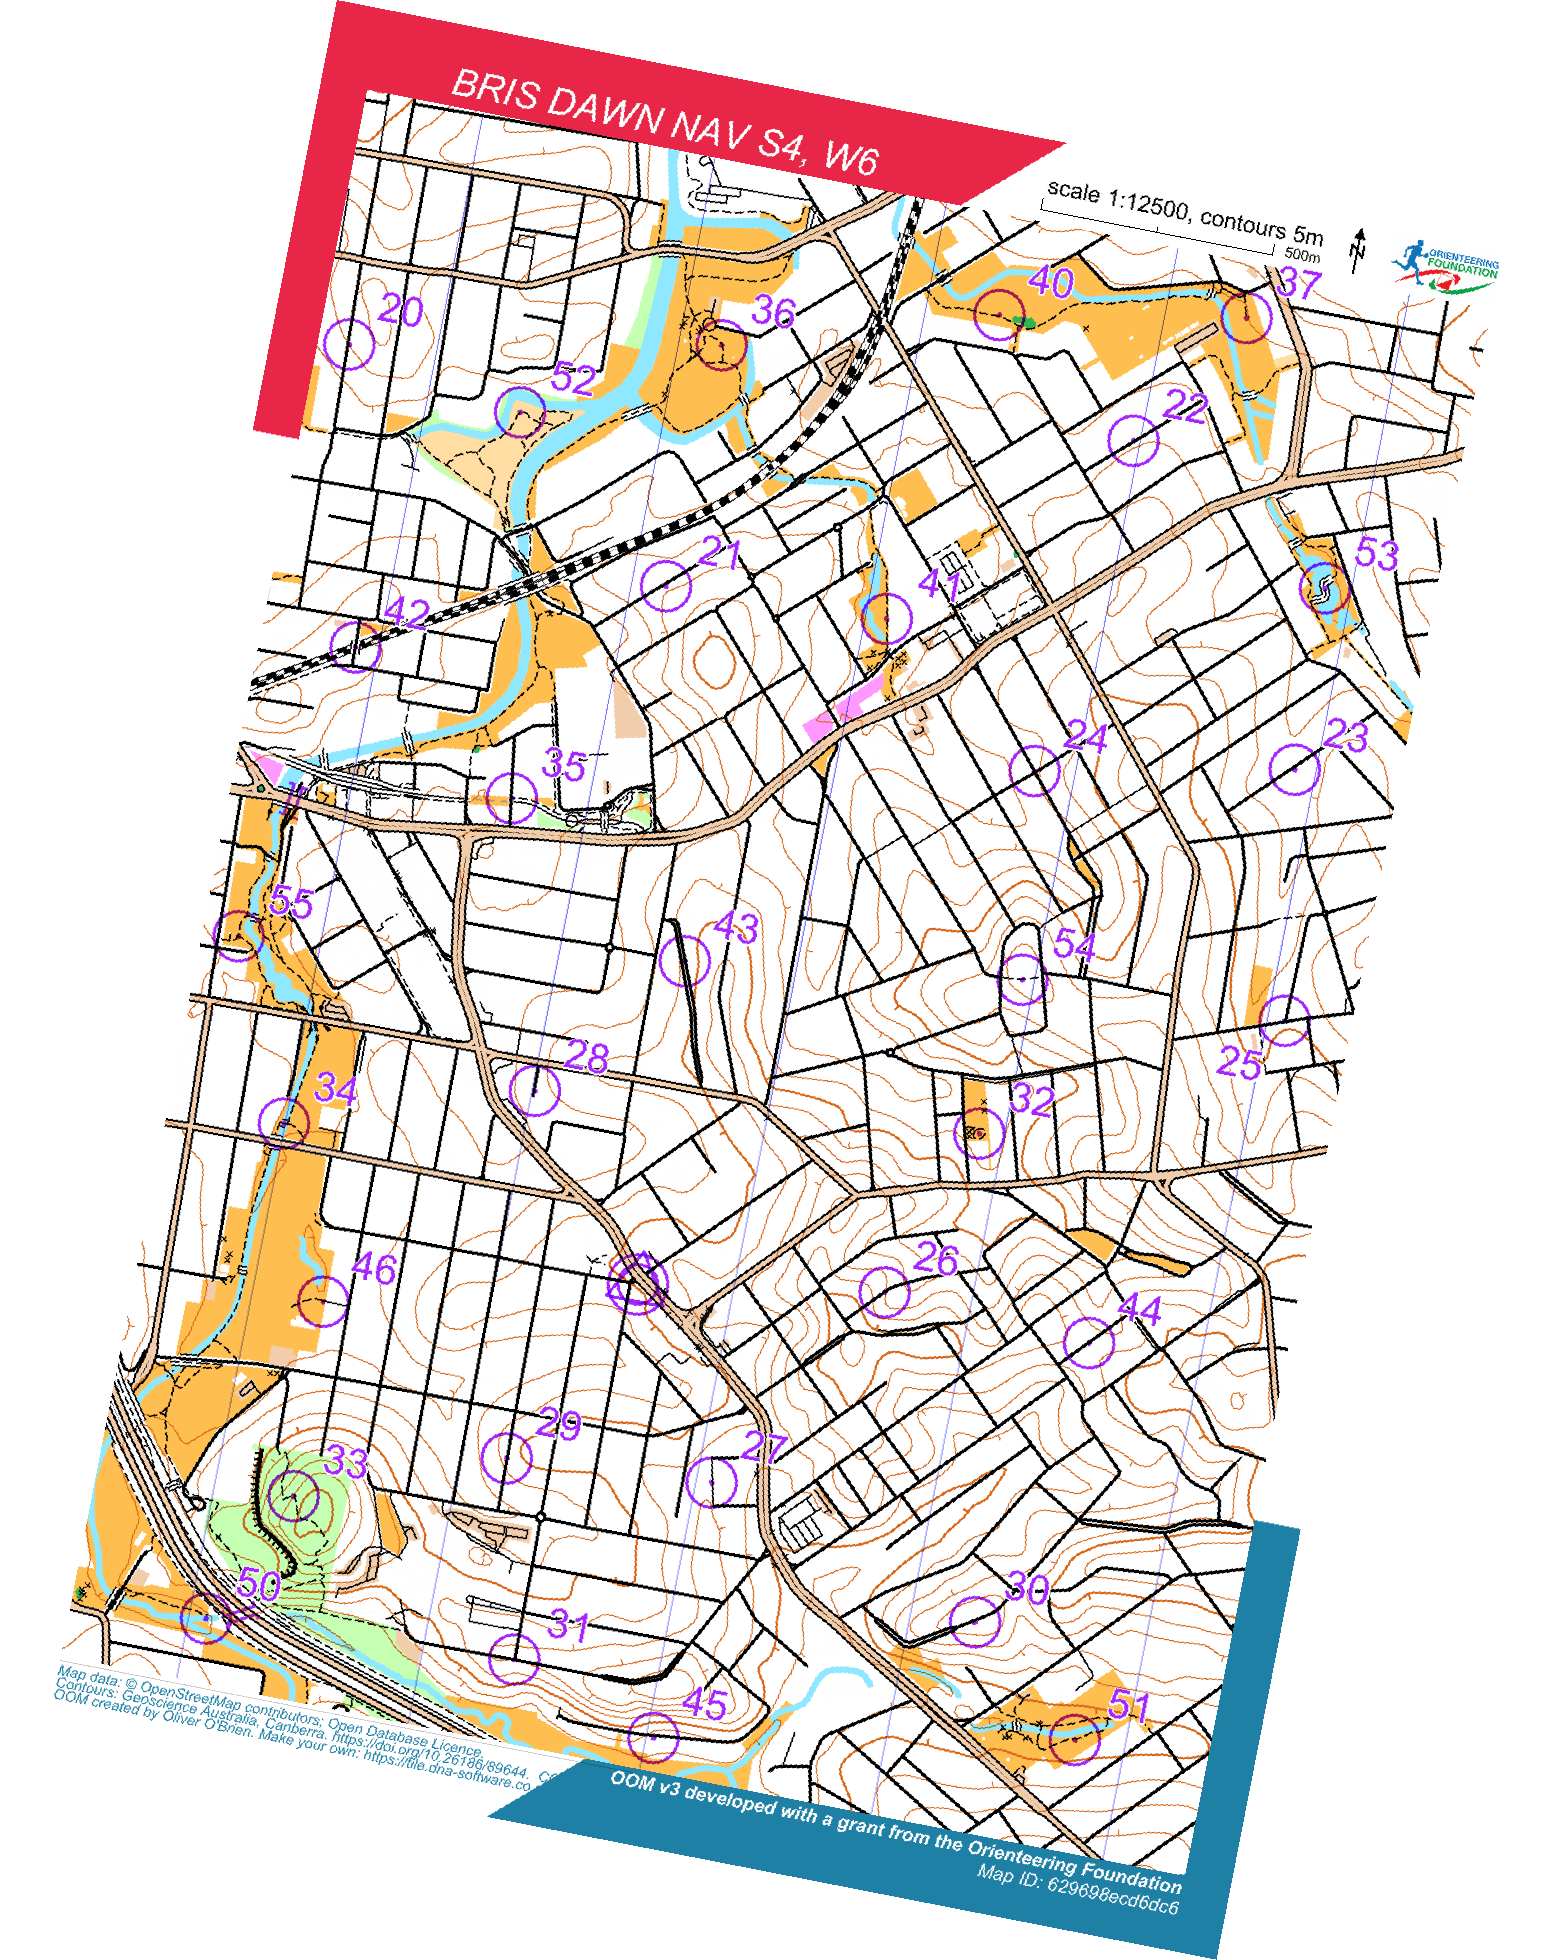 BRIS DAWN NAV S4, W6
scale 1:12500, contours 5m
500m
N
ORIENTEERING
FOUNDATION
40
37
20
36
52
22
21
53
41
42
24
23
35
55
43
54
28
25
34
32
46
26
44
29
27
33
50
30
31
45
51
Map data: © OpenStreetMap contributors, Open Database Licence.
Contours: Geoscience Australia, Canberra. https://doi.org/10.26186/89644.
OOM created by Oliver O'Brien. Make your own: https://tile.dna-software.co
OOM v3 developed with a grant from the Orienteering Foundation
Map ID: 629698ecd6dc6